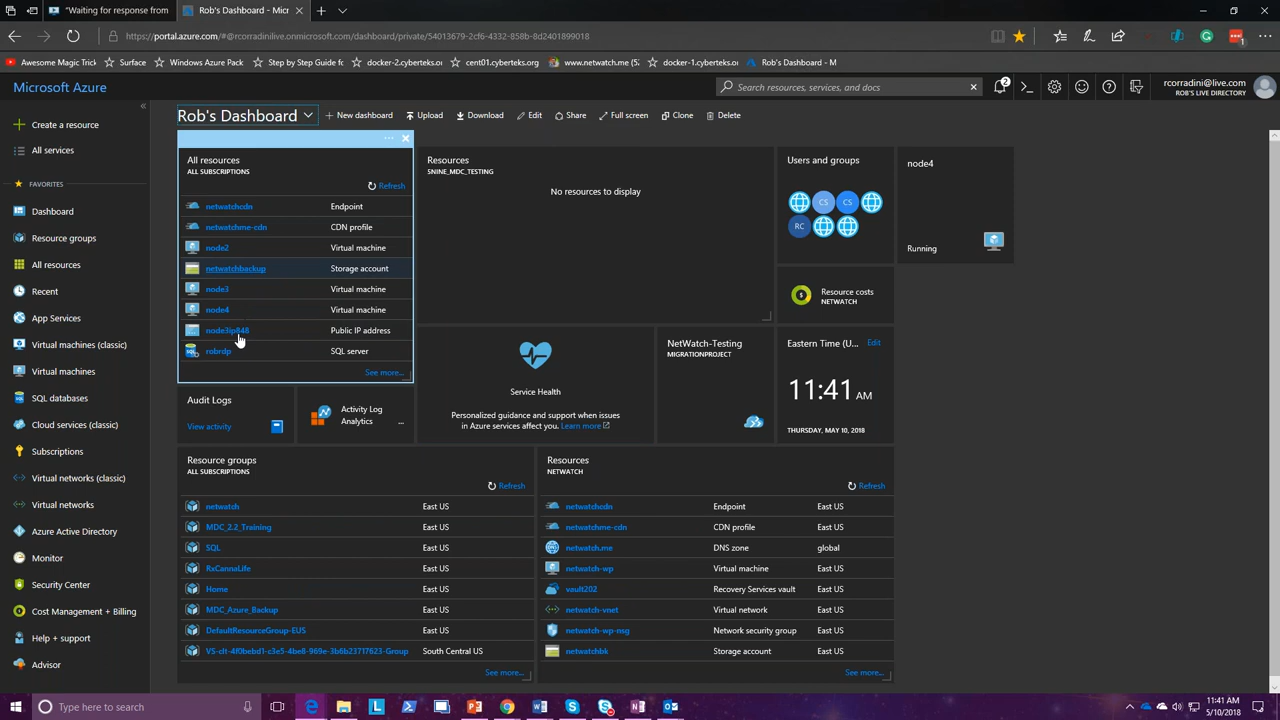 "Waiting for response from
Rob's Dashboard - Micr
https://portal.azure.com/#@rcorradinilive.onmicrosoft.com/dashboard/private/54013679-2cf6-4332-858b-8d2401899018
Awesome Magic Trick
Surface
Windows Azure Pack
Step by Step Guide fo
docker-2.cyberteks.co
cent01.cyberteks.org
www.netwatch.me (52
docker-1.cyberteks.co
Rob's Dashboard - M
Microsoft Azure
Search resources, services, and docs
2
rcorradini@live.com
ROB'S LIVE DIRECTORY
Rob's Dashboard
New dashboard
Upload
Download
Edit
Share
Full screen
Clone
Delete
Create a resource
All services
FAVORITES
Dashboard
Resource groups
All resources
Recent
App Services
Virtual machines (classic)
Virtual machines
SQL databases
Cloud services (classic)
Subscriptions
Virtual networks (classic)
Virtual networks
Azure Active Directory
Monitor
Security Center
Cost Management + Billing
Help + support
Advisor
All resources
ALL SUBSCRIPTIONS
Refresh
netwatchcdn Endpoint
netwatchme-cdn CDN profile
node2 Virtual machine
netwatchbackup Storage account
node3 Virtual machine
node4 Virtual machine
node3ip848 Public IP address
robrdp SQL server
See more...
Resources
5NINE_MDC_TESTING
No resources to display
Users and groups
CS
CS
RC
node4
Running
Resource costs
NETWATCH
Service Health
Personalized guidance and support when issues
in Azure services affect you. Learn more
NetWatch-Testing
MIGRATIONPROJECT
Eastern Time (U... Edit
11:41 AM
THURSDAY, MAY 10, 2018
Audit Logs
View activity
Activity Log
Analytics
...
Resource groups
ALL SUBSCRIPTIONS
Refresh
netwatch East US
MDC_2.2_Training East US
SQL East US
RxCannaLife East US
Home East US
MDC_Azure_Backup East US
DefaultResourceGroup-EUS East US
VS-clt-4f0bebd1-c3e5-4be8-969e-3b6b23717623-Group South Central US
See more...
Resources
NETWATCH
Refresh
netwatchcdn Endpoint East US
netwatchme-cdn CDN profile East US
netwatch.me DNS zone global
netwatch-wp Virtual machine East US
vault202 Recovery Services vault East US
netwatch-vnet Virtual network East US
netwatch-wp-nsg Network security group East US
netwatchbk Storage account East US
See more...
Type here to search
11:41 AM
5/10/2018